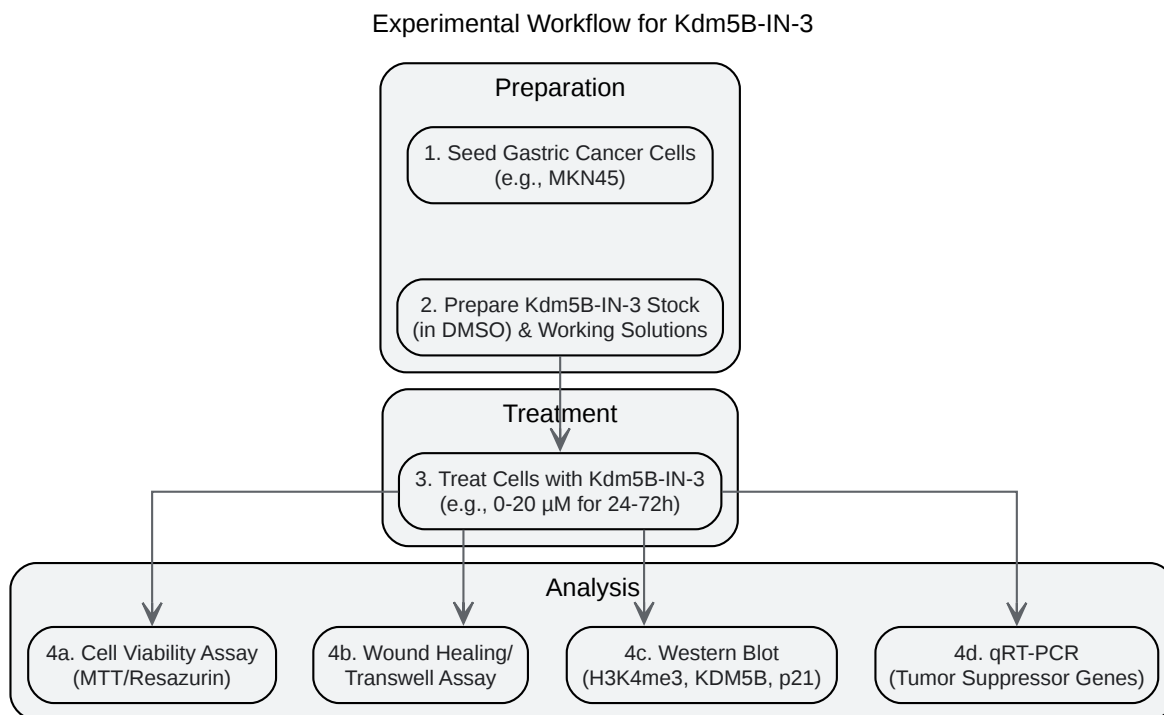 Experimental Workflow for Kdm5B-IN-3
Preparation
1. Seed Gastric Cancer Cells
(e.g., MKN45)
2. Prepare Kdm5B-IN-3 Stock
(in DMSO) & Working Solutions
Treatment
3. Treat Cells with Kdm5B-IN-3
(e.g., 0-20 µM for 24-72h)
Analysis
4a. Cell Viability Assay
(MTT/Resazurin)
4b. Wound Healing/
Transwell Assay
4c. Western Blot
(H3K4me3, KDM5B, p21)
4d. qRT-PCR
(Tumor Suppressor Genes)